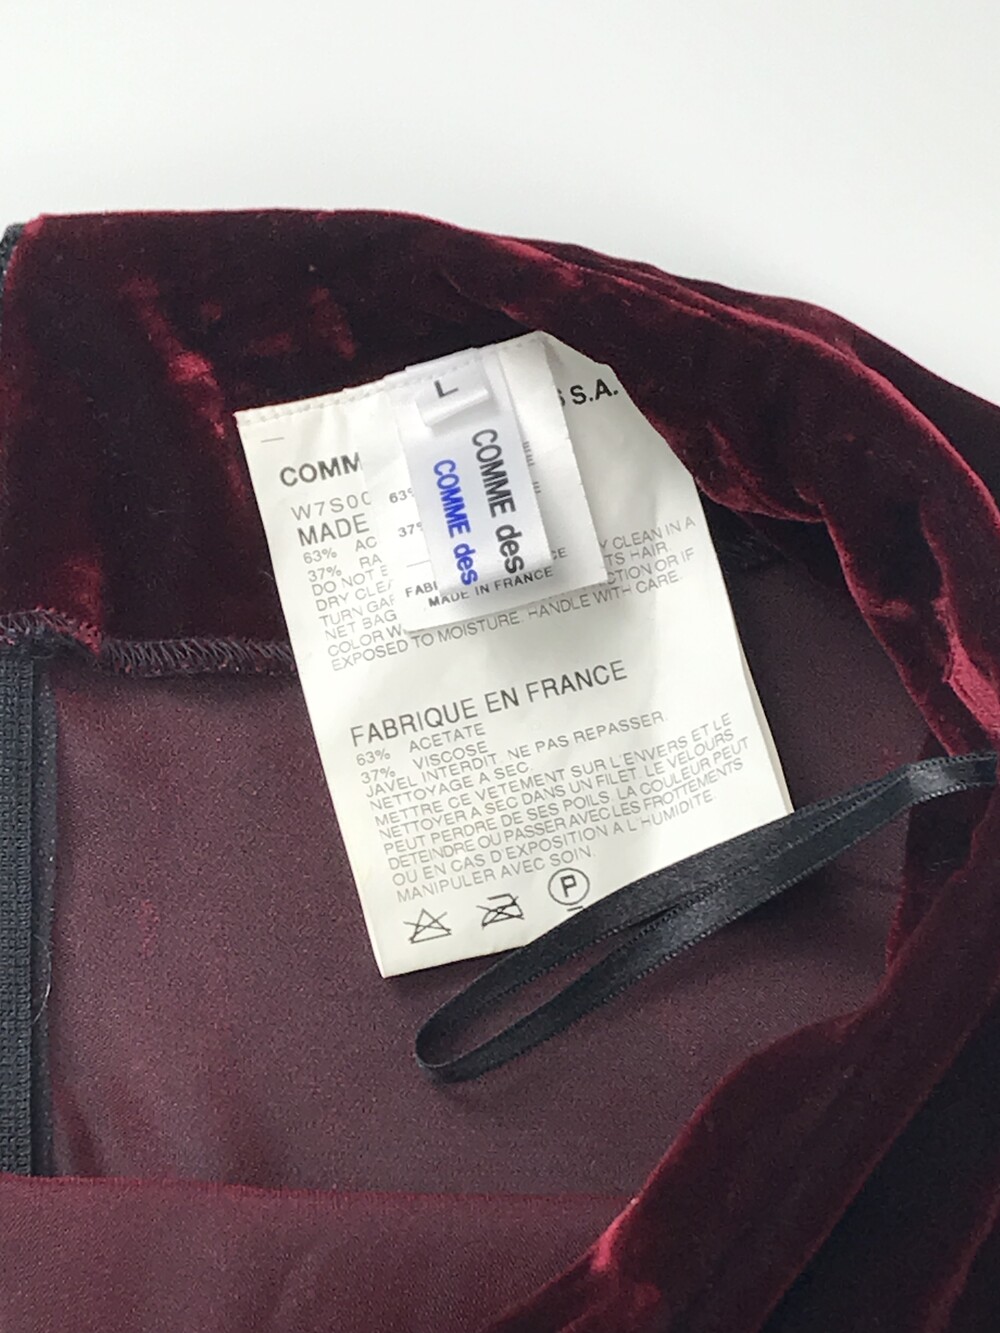 L
COMME des
COMME des
S.A.
COMM
W7S00
MADE
63% AC
37% RA
DO NOT
DRY CLEA
TURN GAR
NET BAG
COLOR W
EXPOSED TO MOISTURE. HANDLE WITH CARE.
Y CLEAN IN A
TS HAIR.
CTION OR IF
63%
37%
FABR
MADE IN FRANCE
FABRIQUE EN FRANCE
63% ACETATE
37% VISCOSE
JAVEL INTERDIT. NE PAS REPASSER.
NETTOYAGE A SEC.
METTRE CE VETEMENT SUR L'ENVERS ET LE
NETTOYER A SEC DANS UN FILET. LE VELOURS
PEUT PERDRE DE SES POILS. LA COULEUR PEUT
DETEINDRE OU PASSER AVEC LES FROTTEMENTS
OU EN CAS D'EXPOSITION A L'HUMIDITE.
MANIPULER AVEC SOIN.
P